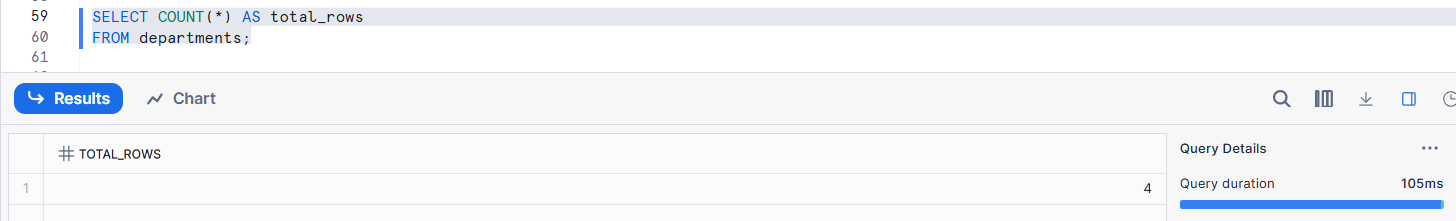 59 SELECT COUNT(*) AS total_rows
60 FROM departments;
61
Results Chart
TOTAL_ROWS
1 4
Query Details
Query duration 105ms